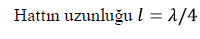 Hattın uzunluğu l = λ/4